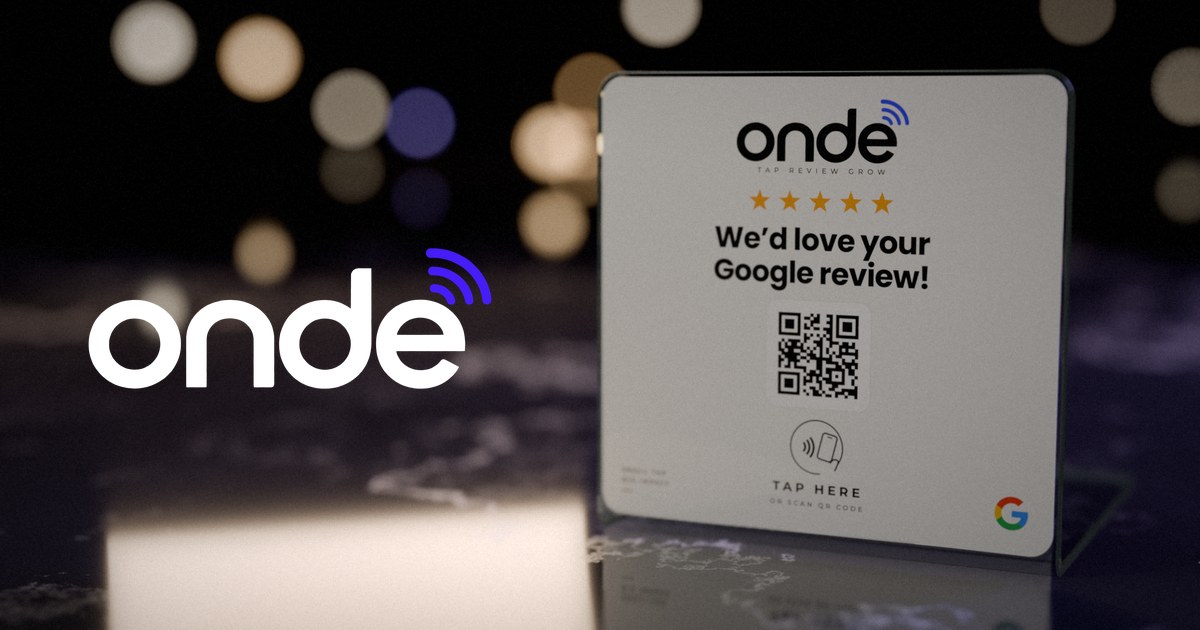 onde
onde
TAP REVIEW GROW
We’d love your
Google review!
TAP HERE
OR SCAN QR CODE
G